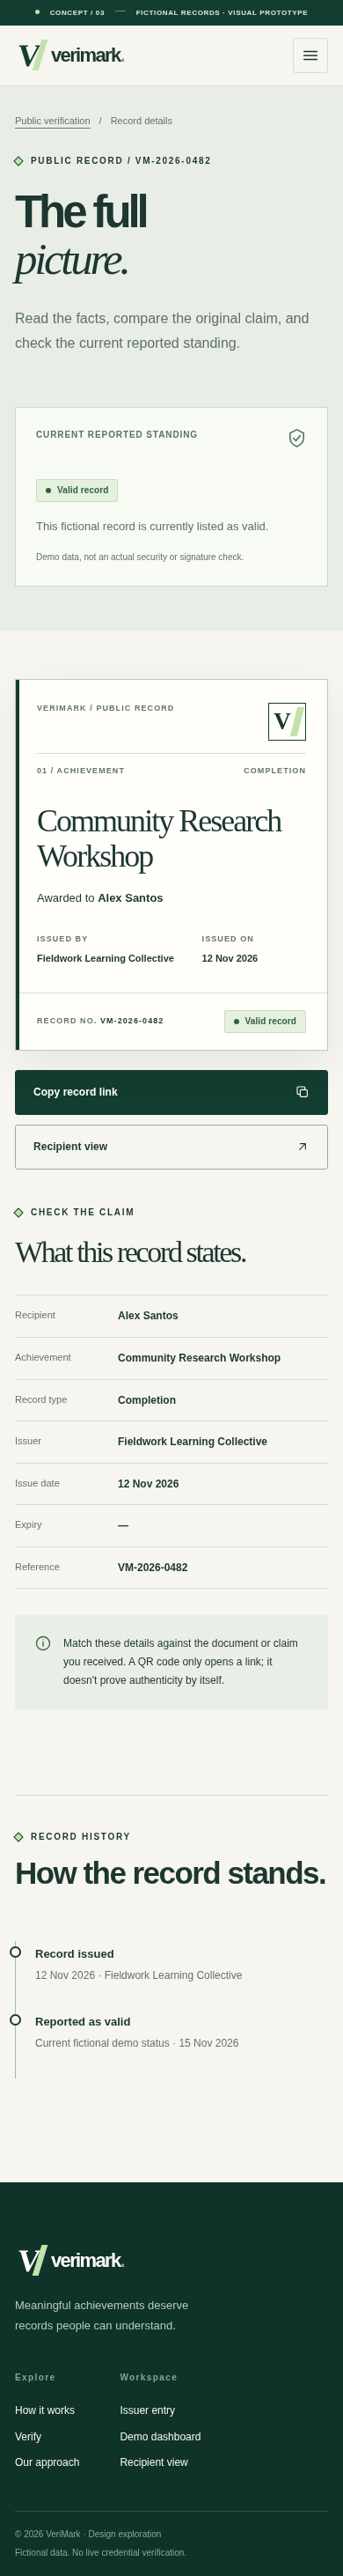 CONCEPT / 03 — FICTIONAL RECORDS · VISUAL PROTOTYPE
V/ verimark.
Public verification / Record details
PUBLIC RECORD / VM-2026-0482
The full
picture.
Read the facts, compare the original claim, and
check the current reported standing.
CURRENT REPORTED STANDING
Valid record
This fictional record is currently listed as valid.
Demo data, not an actual security or signature check.
VERIMARK / PUBLIC RECORD
V/
01 / ACHIEVEMENT COMPLETION
Community Research
Workshop
Awarded to Alex Santos
ISSUED BY ISSUED ON
Fieldwork Learning Collective 12 Nov 2026
RECORD NO. VM-2026-0482 Valid record
Copy record link
Recipient view
CHECK THE CLAIM
What this record states.
Recipient Alex Santos
Achievement Community Research Workshop
Record type Completion
Issuer Fieldwork Learning Collective
Issue date 12 Nov 2026
Expiry —
Reference VM-2026-0482
Match these details against the document or claim
you received. A QR code only opens a link; it
doesn't prove authenticity by itself.
RECORD HISTORY
How the record stands.
Record issued
12 Nov 2026 · Fieldwork Learning Collective
Reported as valid
Current fictional demo status · 15 Nov 2026
V/ verimark.
Meaningful achievements deserve
records people can understand.
Explore Workspace
How it works Issuer entry
Verify Demo dashboard
Our approach Recipient view
© 2026 VeriMark · Design exploration
Fictional data. No live credential verification.